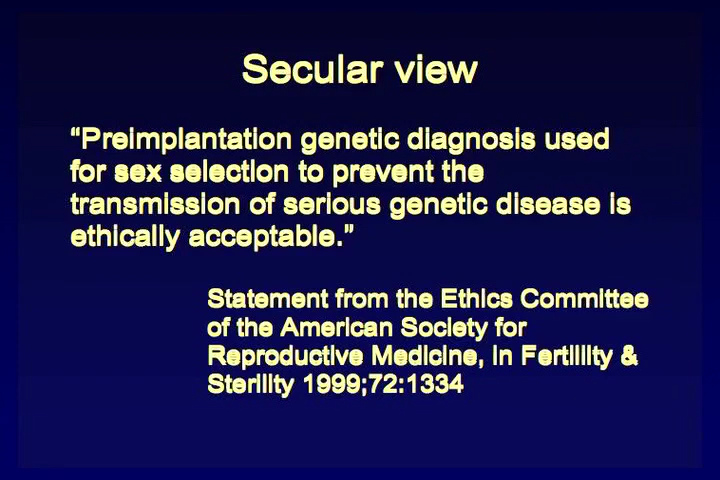 Secular view
“Preimplantation genetic diagnosis used
for sex selection to prevent the
transmission of serious genetic disease is
ethically acceptable.”
Statement from the Ethics Committee
of the American Society for
Reproductive Medicine, in Fertility &
Sterility 1999;72:1334